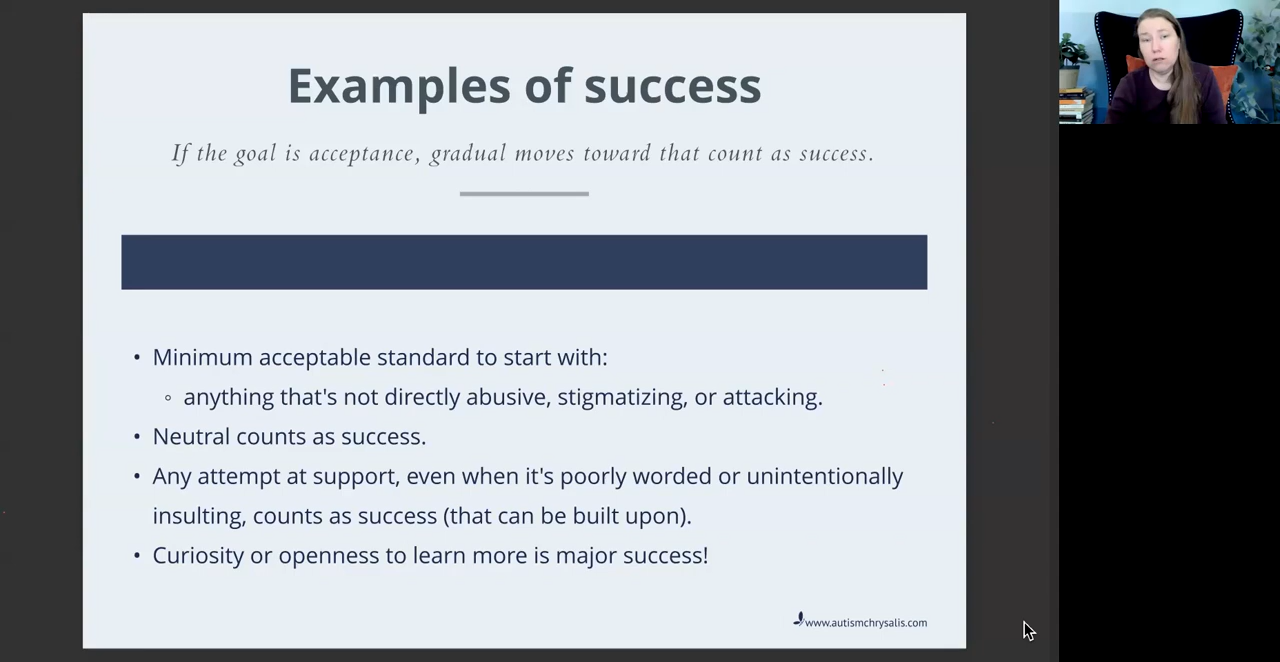 Examples of success
If the goal is acceptance, gradual moves toward that count as success.
• Minimum acceptable standard to start with:
◦ anything that's not directly abusive, stigmatizing, or attacking.
• Neutral counts as success.
• Any attempt at support, even when it's poorly worded or unintentionally
insulting, counts as success (that can be built upon).
• Curiosity or openness to learn more is major success!
www.autismchrysalis.com